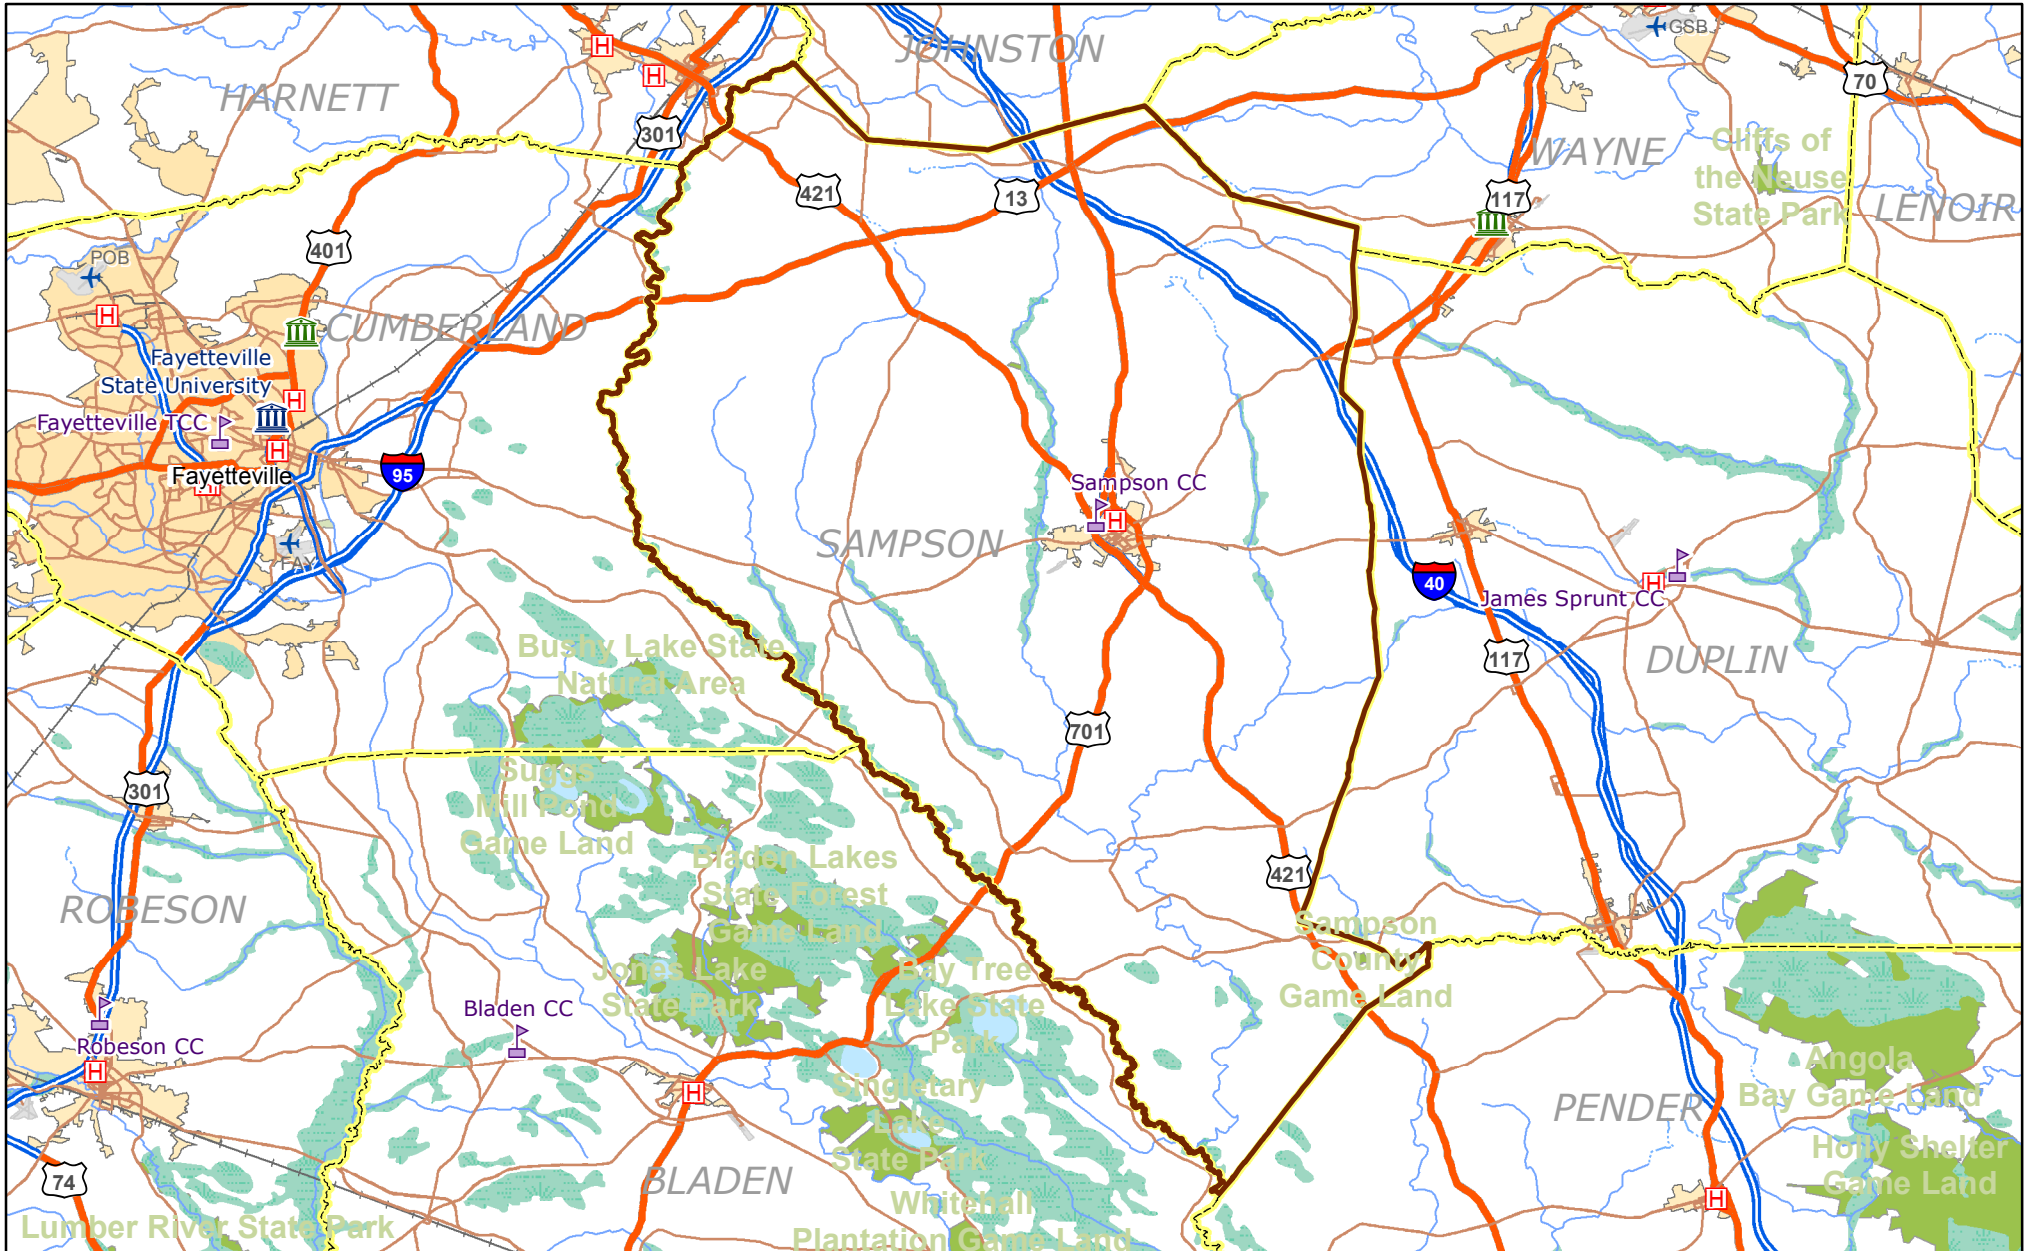 JOHNSTON
GSB
HARNETT
H
H
70
301
WAYNE
Cliffs of
the Neuse
State Park
421
13
117
LENOIR
401
POB
H
CUMBERLAND
Fayetteville
State University
H
Fayetteville TCC
H
Fayetteville
H
95
Sampson CC
H
SAMPSON
FAY
40
H
James Sprunt CC
Bushy Lake State
Natural Area
117
DUPLIN
701
Suggs
Mill Pond
Game Land
301
Bladen Lakes
State Forest
Game Land
421
ROBESON
Sampson
County
Game Land
Jones Lake
State Park
Bay Tree
Lake State
Park
Bladen CC
Robeson CC
H
Angola
Bay Game Land
H
Singletary
Lake
State Park
PENDER
Holly Shelter
Game Land
74
BLADEN
H
Whitehall
Plantation Game Land
Lumber River State Park